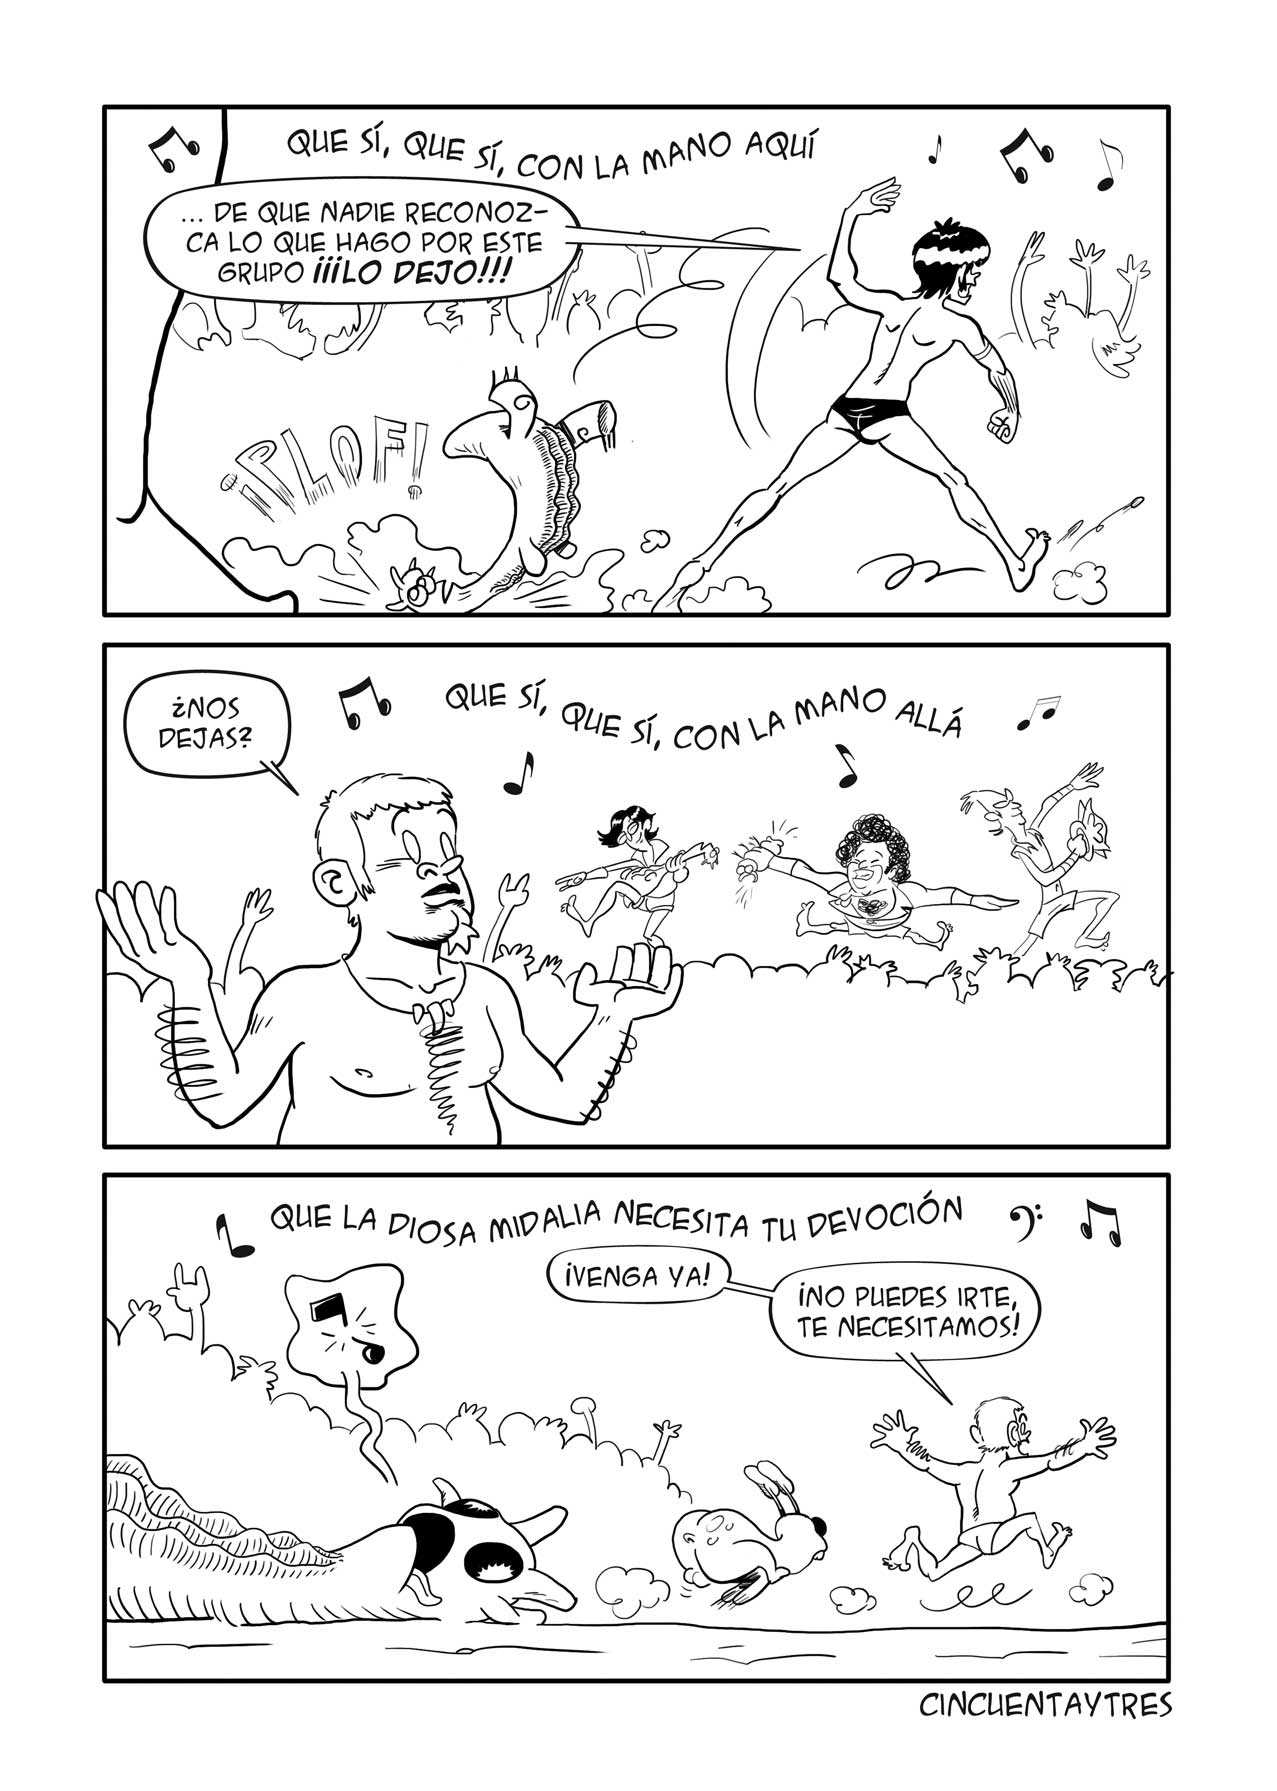 QUE SÍ, QUE SÍ, CON LA MANO AQUÍ
... DE QUE NADIE RECONOZ-
CA LO QUE HAGO POR ESTE
GRUPO ¡¡¡LO DEJO!!!
¡PLOF!
¿NOS
DEJAS?
QUE SÍ, QUE SÍ, CON LA MANO ALLÁ
QUE LA DIOSA MIDALIA NECESITA TU DEVOCIÓN
¡VENGA YA!
¡NO PUEDES IRTE,
TE NECESITAMOS!
CINCUENTAYTRES